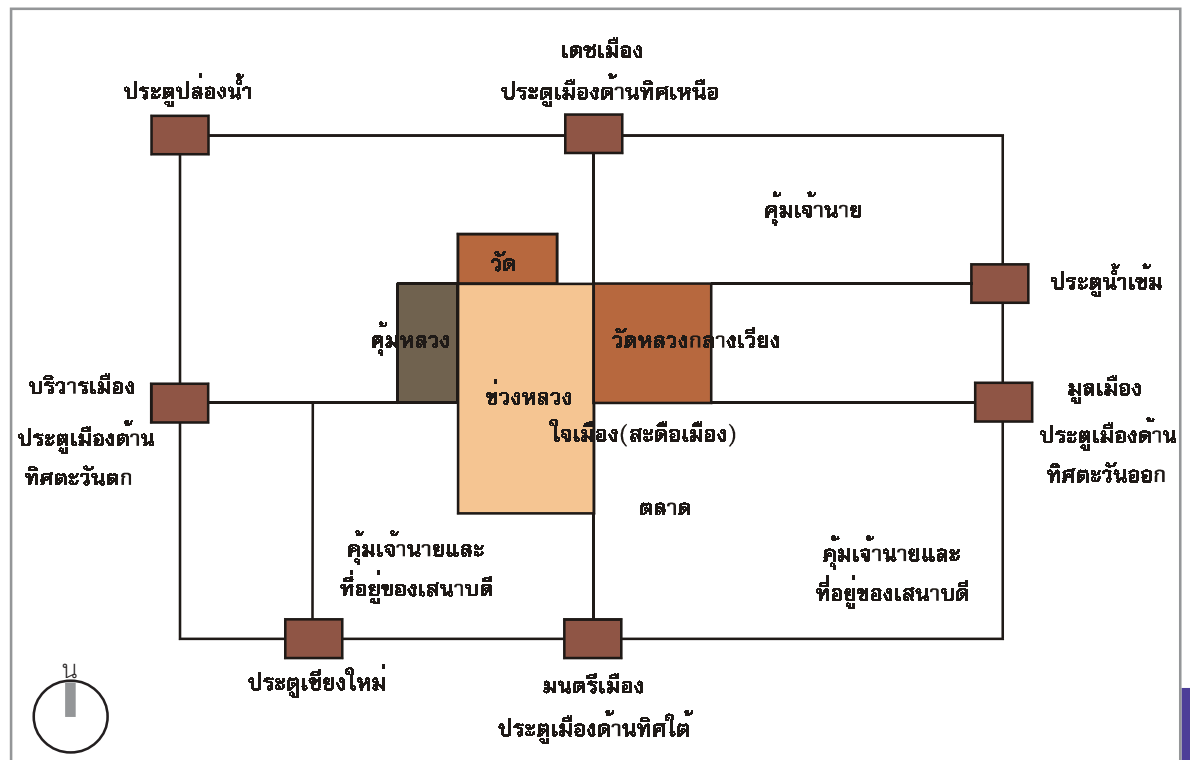 เดชเมือง
ประตูปล่องน้ำ
ประตูเมืองด้านทิศเหนือ
คุ้มเจ้านาย
วัด
ประตูน้ำเข้ม
คุ้มหลวง
วัดหลวงกลางเวียง
บริวารเมือง
ข่วงหลวง
มูลเมือง
ประตูเมืองด้าน
ทิศตะวันตก
ใจเมือง(สะดือเมือง)
ประตูเมืองด้าน
ทิศตะวันออก
ตลาด
คุ้มเจ้านายและ
ที่อยู่ของเสนาบดี
คุ้มเจ้านายและ
ที่อยู่ของเสนาบดี
น
ประตูเชียงใหม่
มนตรีเมือง
ประตูเมืองด้านทิศใต้